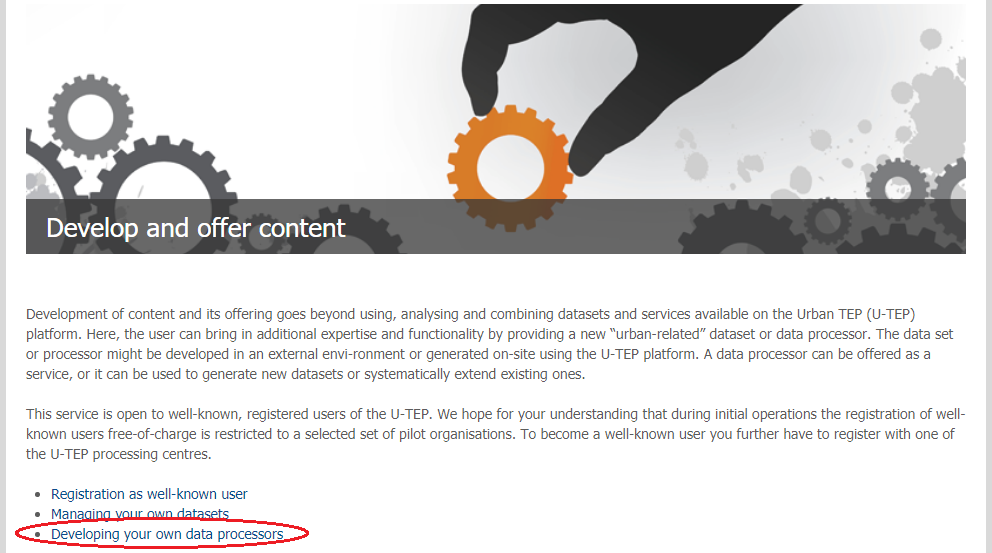 Develop and offer content
Development of content and its offering goes beyond using, analysing and combining datasets and services available on the Urban TEP (U-TEP)
platform. Here, the user can bring in additional expertise and functionality by providing a new “urban-related” dataset or data processor. The data set
or processor might be developed in an external envi-ronment or generated on-site using the U-TEP platform. A data processor can be offered as a
service, or it can be used to generate new datasets or systematically extend existing ones.
This service is open to well-known, registered users of the U-TEP. We hope for your understanding that during initial operations the registration of well-
known users free-of-charge is restricted to a selected set of pilot organisations. To become a well-known user you further have to register with one of
the U-TEP processing centres.
• Registration as well-known user
• Managing your own datasets
• Developing your own data processors